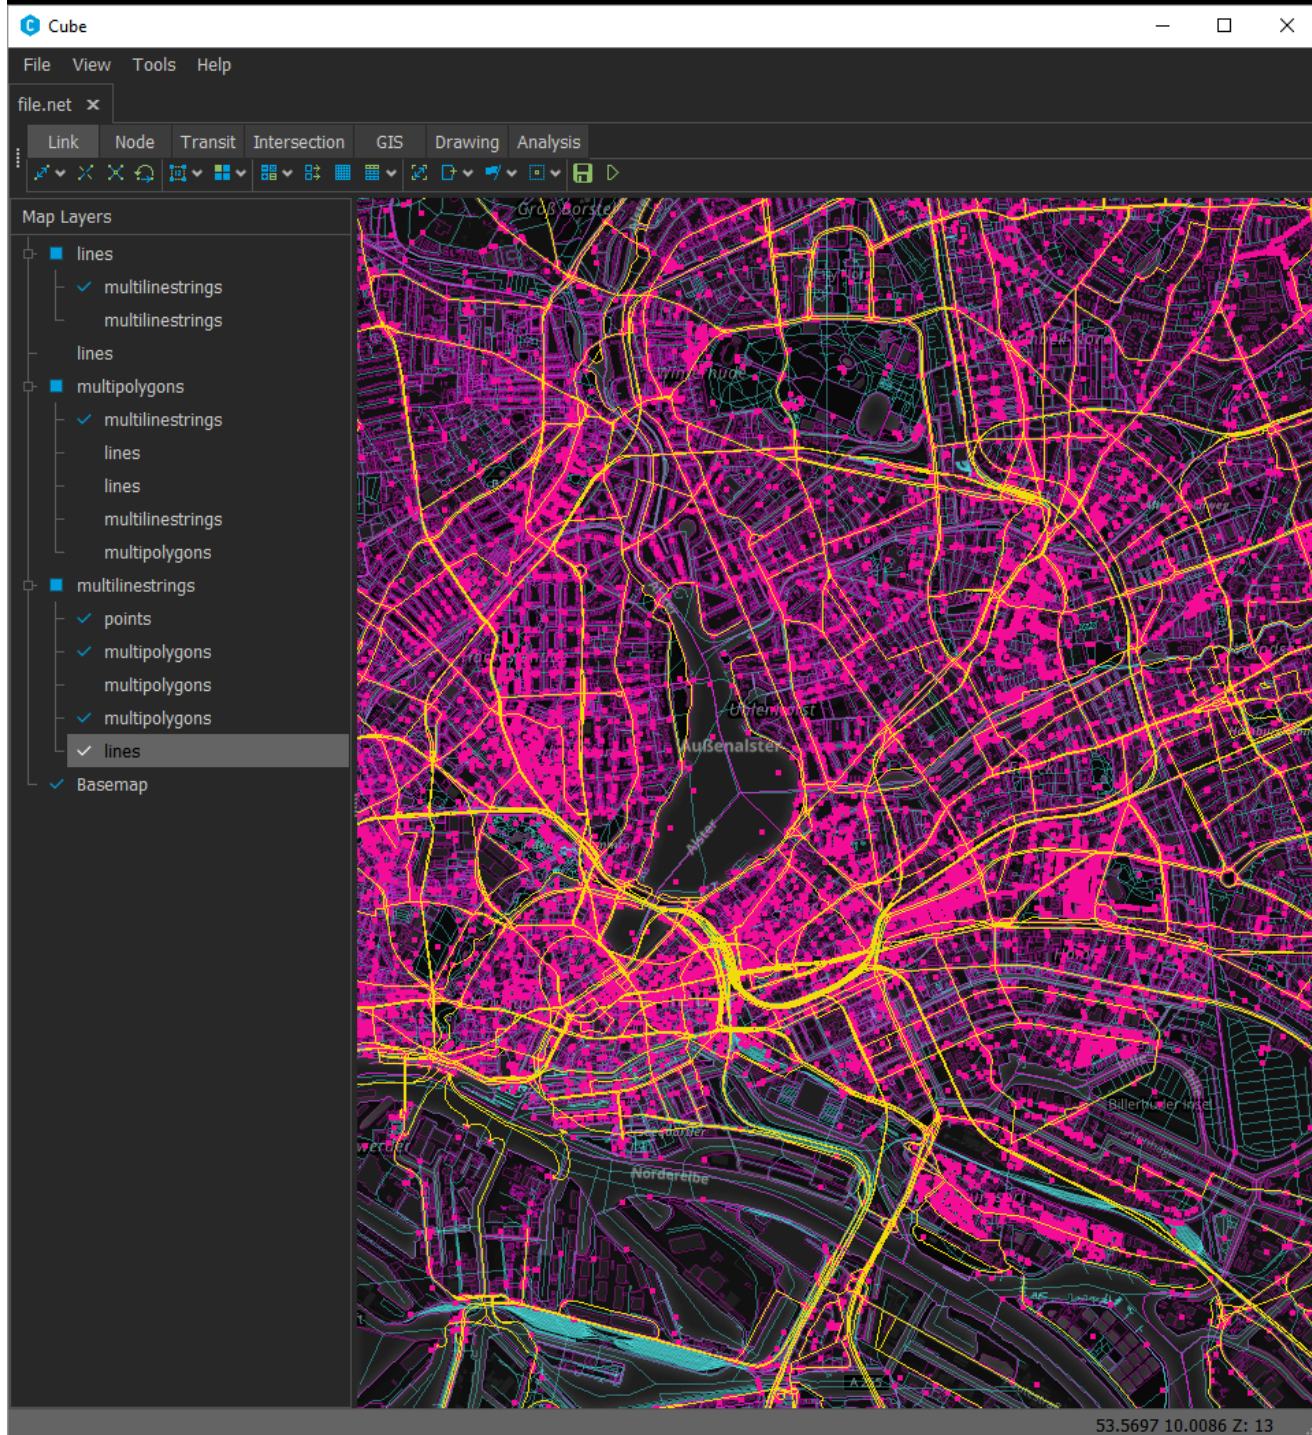 Cube
File View Tools Help
file.net
Link Node Transit Intersection GIS Drawing Analysis
Map Layers
lines
multilinestrings
multilinestrings
lines
multipolygons
multilinestrings
lines
lines
multilinestrings
multipolygons
multilinestrings
points
multipolygons
multipolygons
multipolygons
lines
Basemap
Groß Borstel
Uhlenhorst
Außenalster
Alster
Norderelbe
Billerhuder Insel
53.5697 10.0086 Z: 13